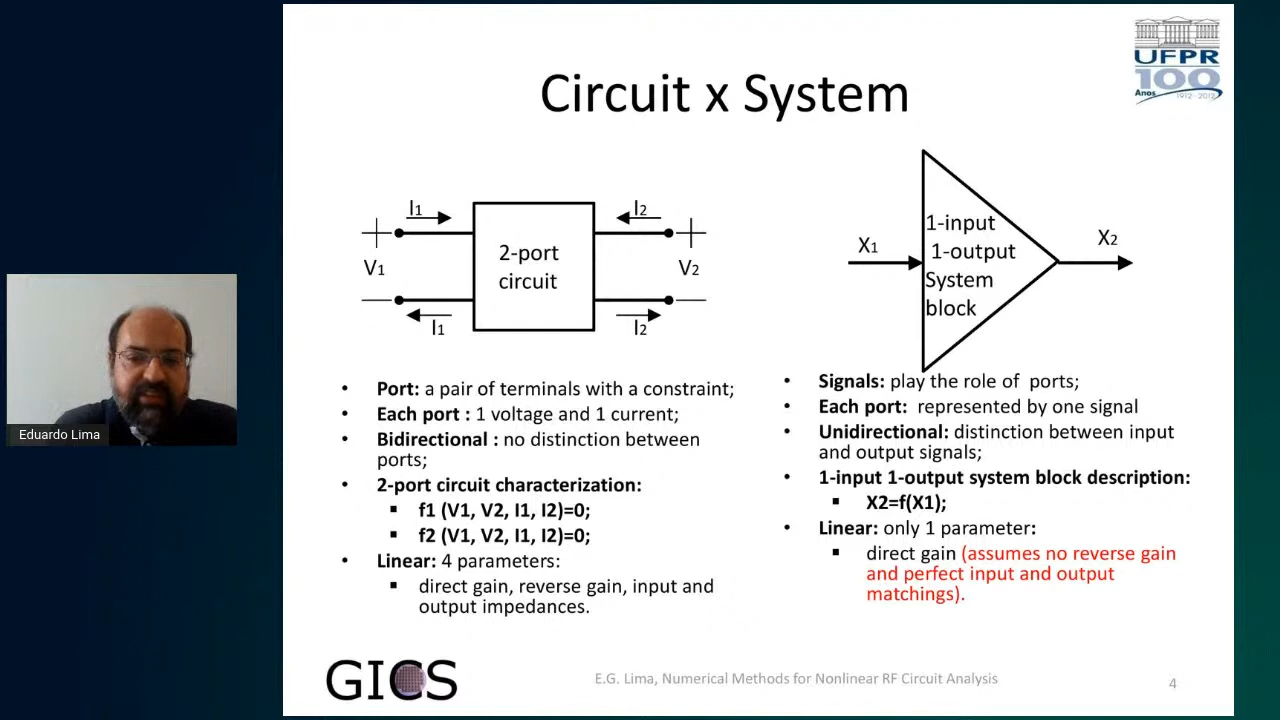 UFPR
100
Anos 1912 - 2012
Circuit x System
I1
I2
V1
2-port
circuit
V2
I1
I2
X1
1-input
1-output
System
block
X2
• Port: a pair of terminals with a constraint;
• Each port : 1 voltage and 1 current;
• Bidirectional : no distinction between
ports;
• 2-port circuit characterization:
▪ f1 (V1, V2, I1, I2)=0;
▪ f2 (V1, V2, I1, I2)=0;
• Linear: 4 parameters:
▪ direct gain, reverse gain, input and
output impedances.
• Signals: play the role of ports;
• Each port: represented by one signal
• Unidirectional: distinction between input
and output signals;
• 1-input 1-output system block description:
▪ X2=f(X1);
• Linear: only 1 parameter:
▪ direct gain (assumes no reverse gain
and perfect input and output
matchings).
Eduardo Lima
GICS
E.G. Lima, Numerical Methods for Nonlinear RF Circuit Analysis
4